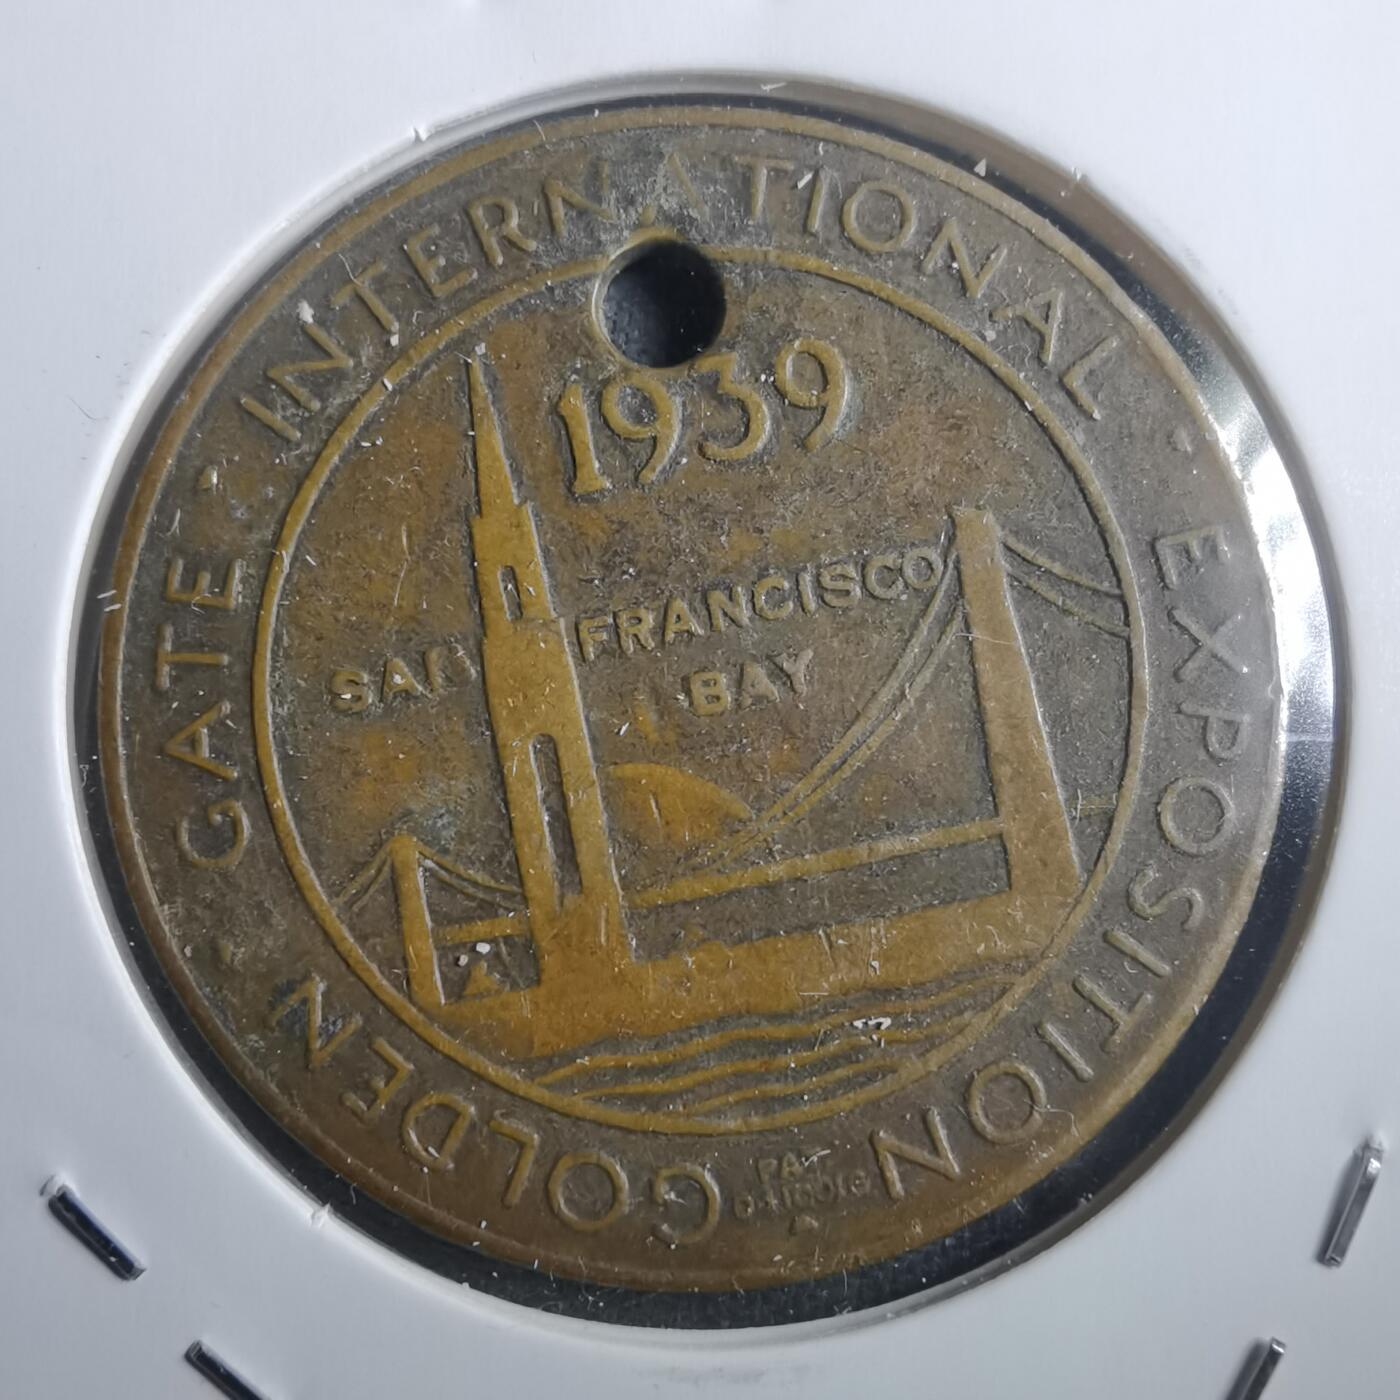 GOLDEN GATE · INTERNATIONAL · EXPOSITION
1939
SAN FRANCISCO
BAY
PAT.